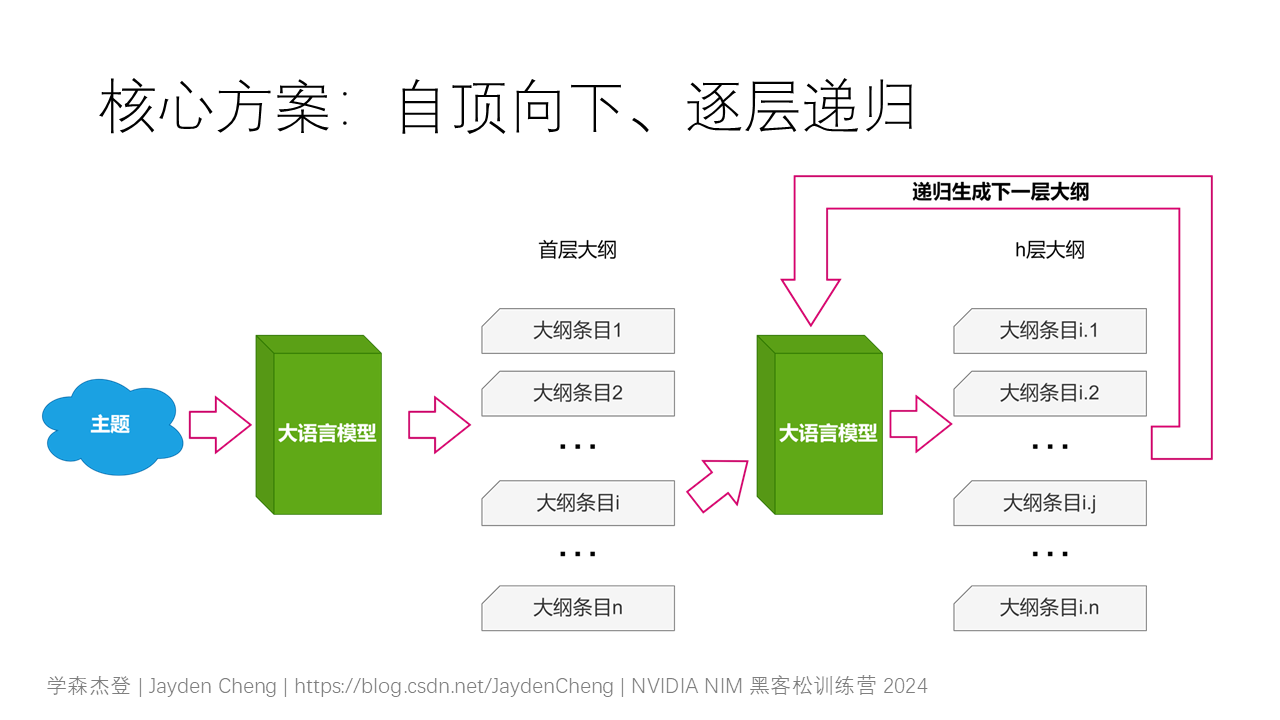 核心方案：自顶向下、逐层递归
递归生成下一层大纲
首层大纲
h层大纲
主题
大语言模型
大纲条目1
大纲条目2
...
大纲条目i
...
大纲条目n
大语言模型
大纲条目i.1
大纲条目i.2
...
大纲条目i.j
...
大纲条目i.n
学森杰登 | Jayden Cheng | https://blog.csdn.net/JaydenCheng | NVIDIA NIM 黑客松训练营 2024